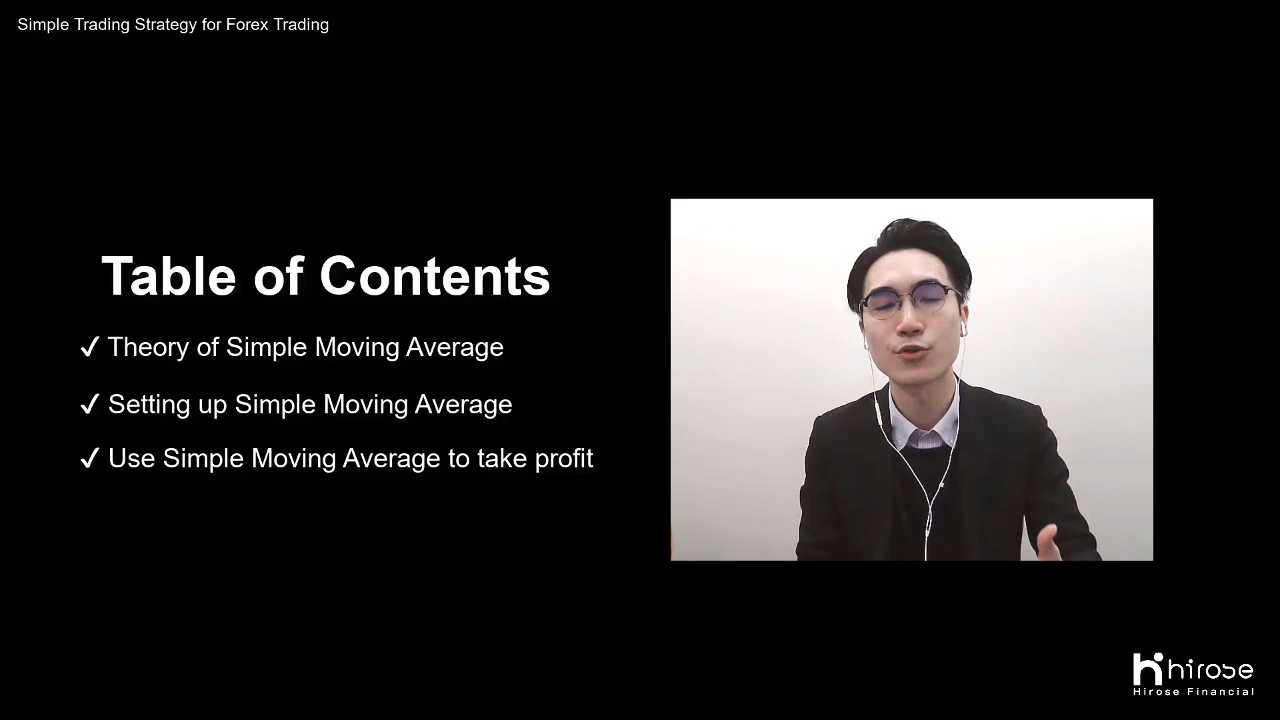 Simple Trading Strategy for Forex Trading
Table of Contents
✓ Theory of Simple Moving Average
✓ Setting up Simple Moving Average
✓ Use Simple Moving Average to take profit
hirose
Hirose Financial